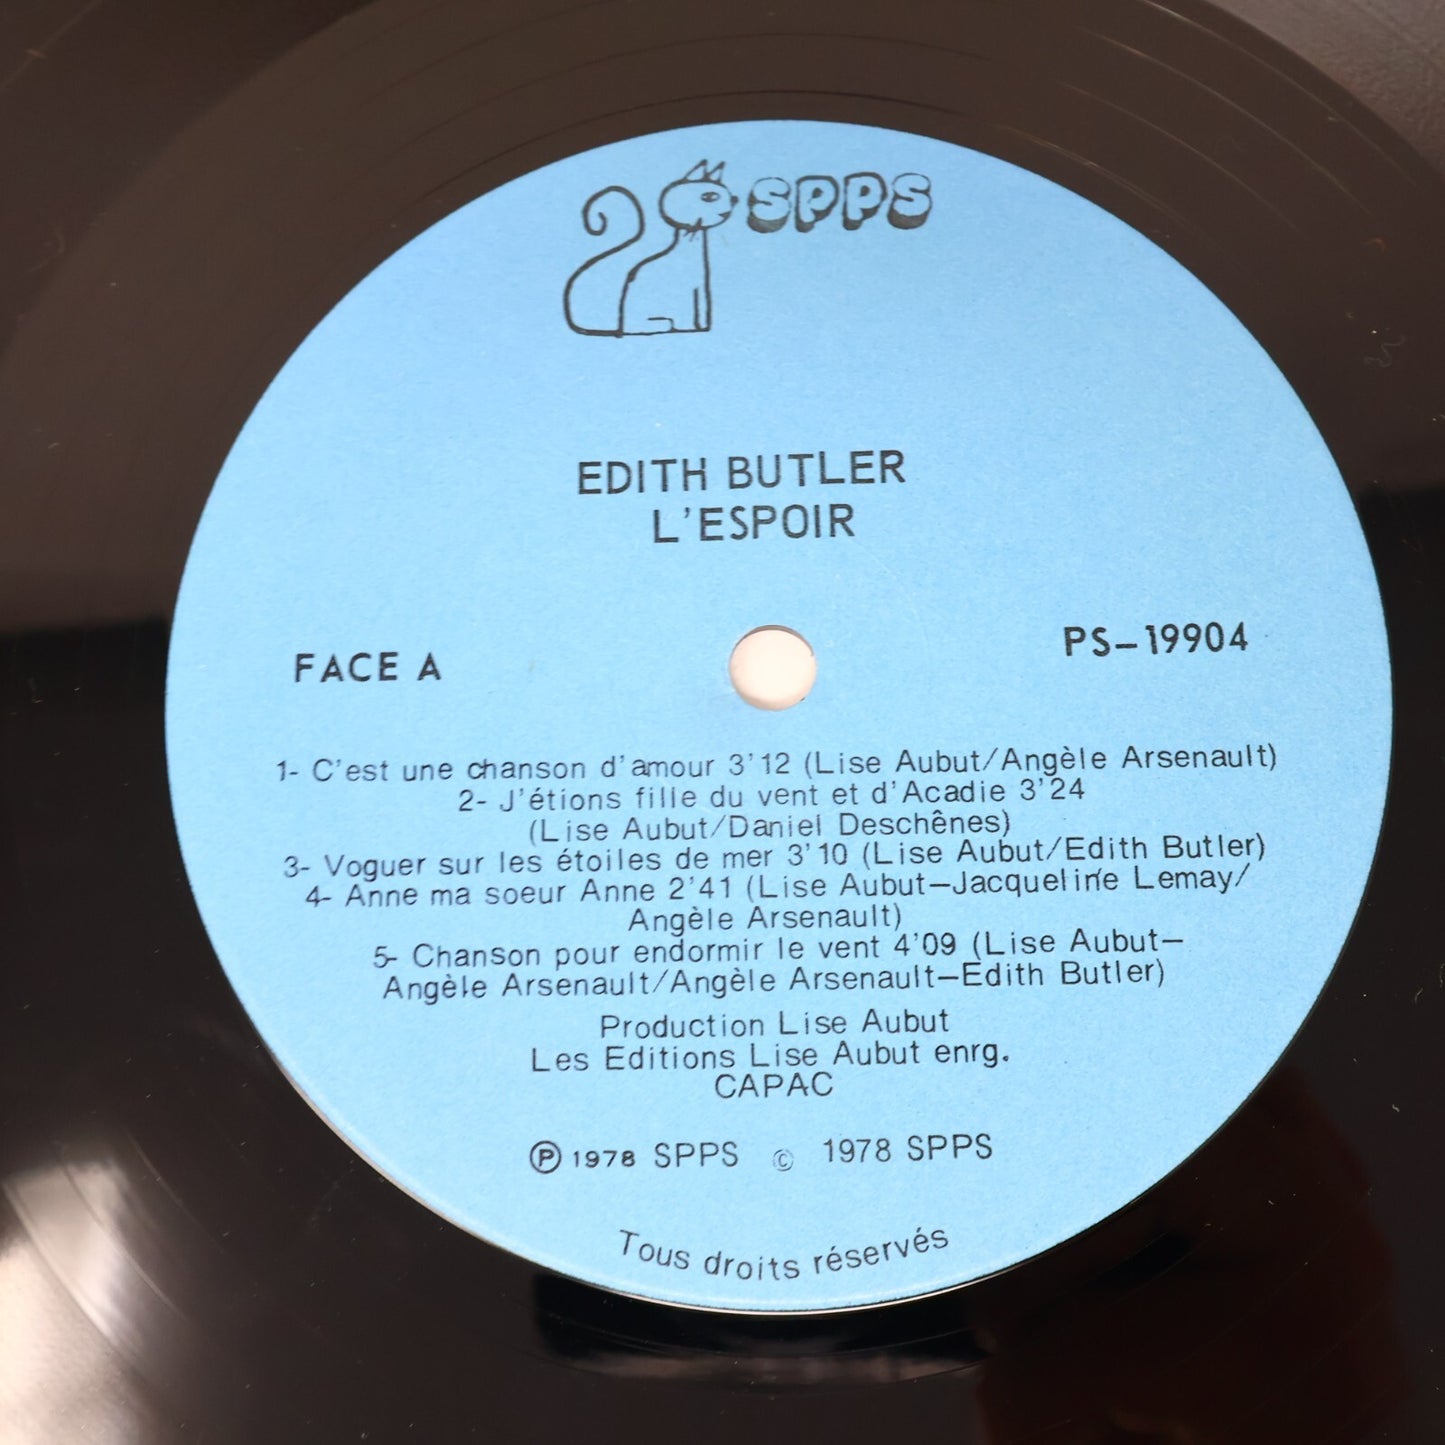 SPPS
EDITH BUTLER
L'ESPOIR
FACE A
PS-19904
1- C'est une chanson d'amour 3'12 (Lise Aubut/Angèle Arsenault)
2- J'étions fille du vent et d'Acadie 3'24
(Lise Aubut/Daniel Deschênes)
3- Voguer sur les étoiles de mer 3'10 (Lise Aubut/Edith Butler)
4- Anne ma soeur Anne 2'41 (Lise Aubut-Jacqueline Lemay/
Angèle Arsenault)
5- Chanson pour endormir le vent 4'09 (Lise Aubut-
Angèle Arsenault/Angèle Arsenault-Edith Butler)
Production Lise Aubut
Les Editions Lise Aubut enrg.
CAPAC
Ⓟ 1978 SPPS © 1978 SPPS
Tous droits réservés